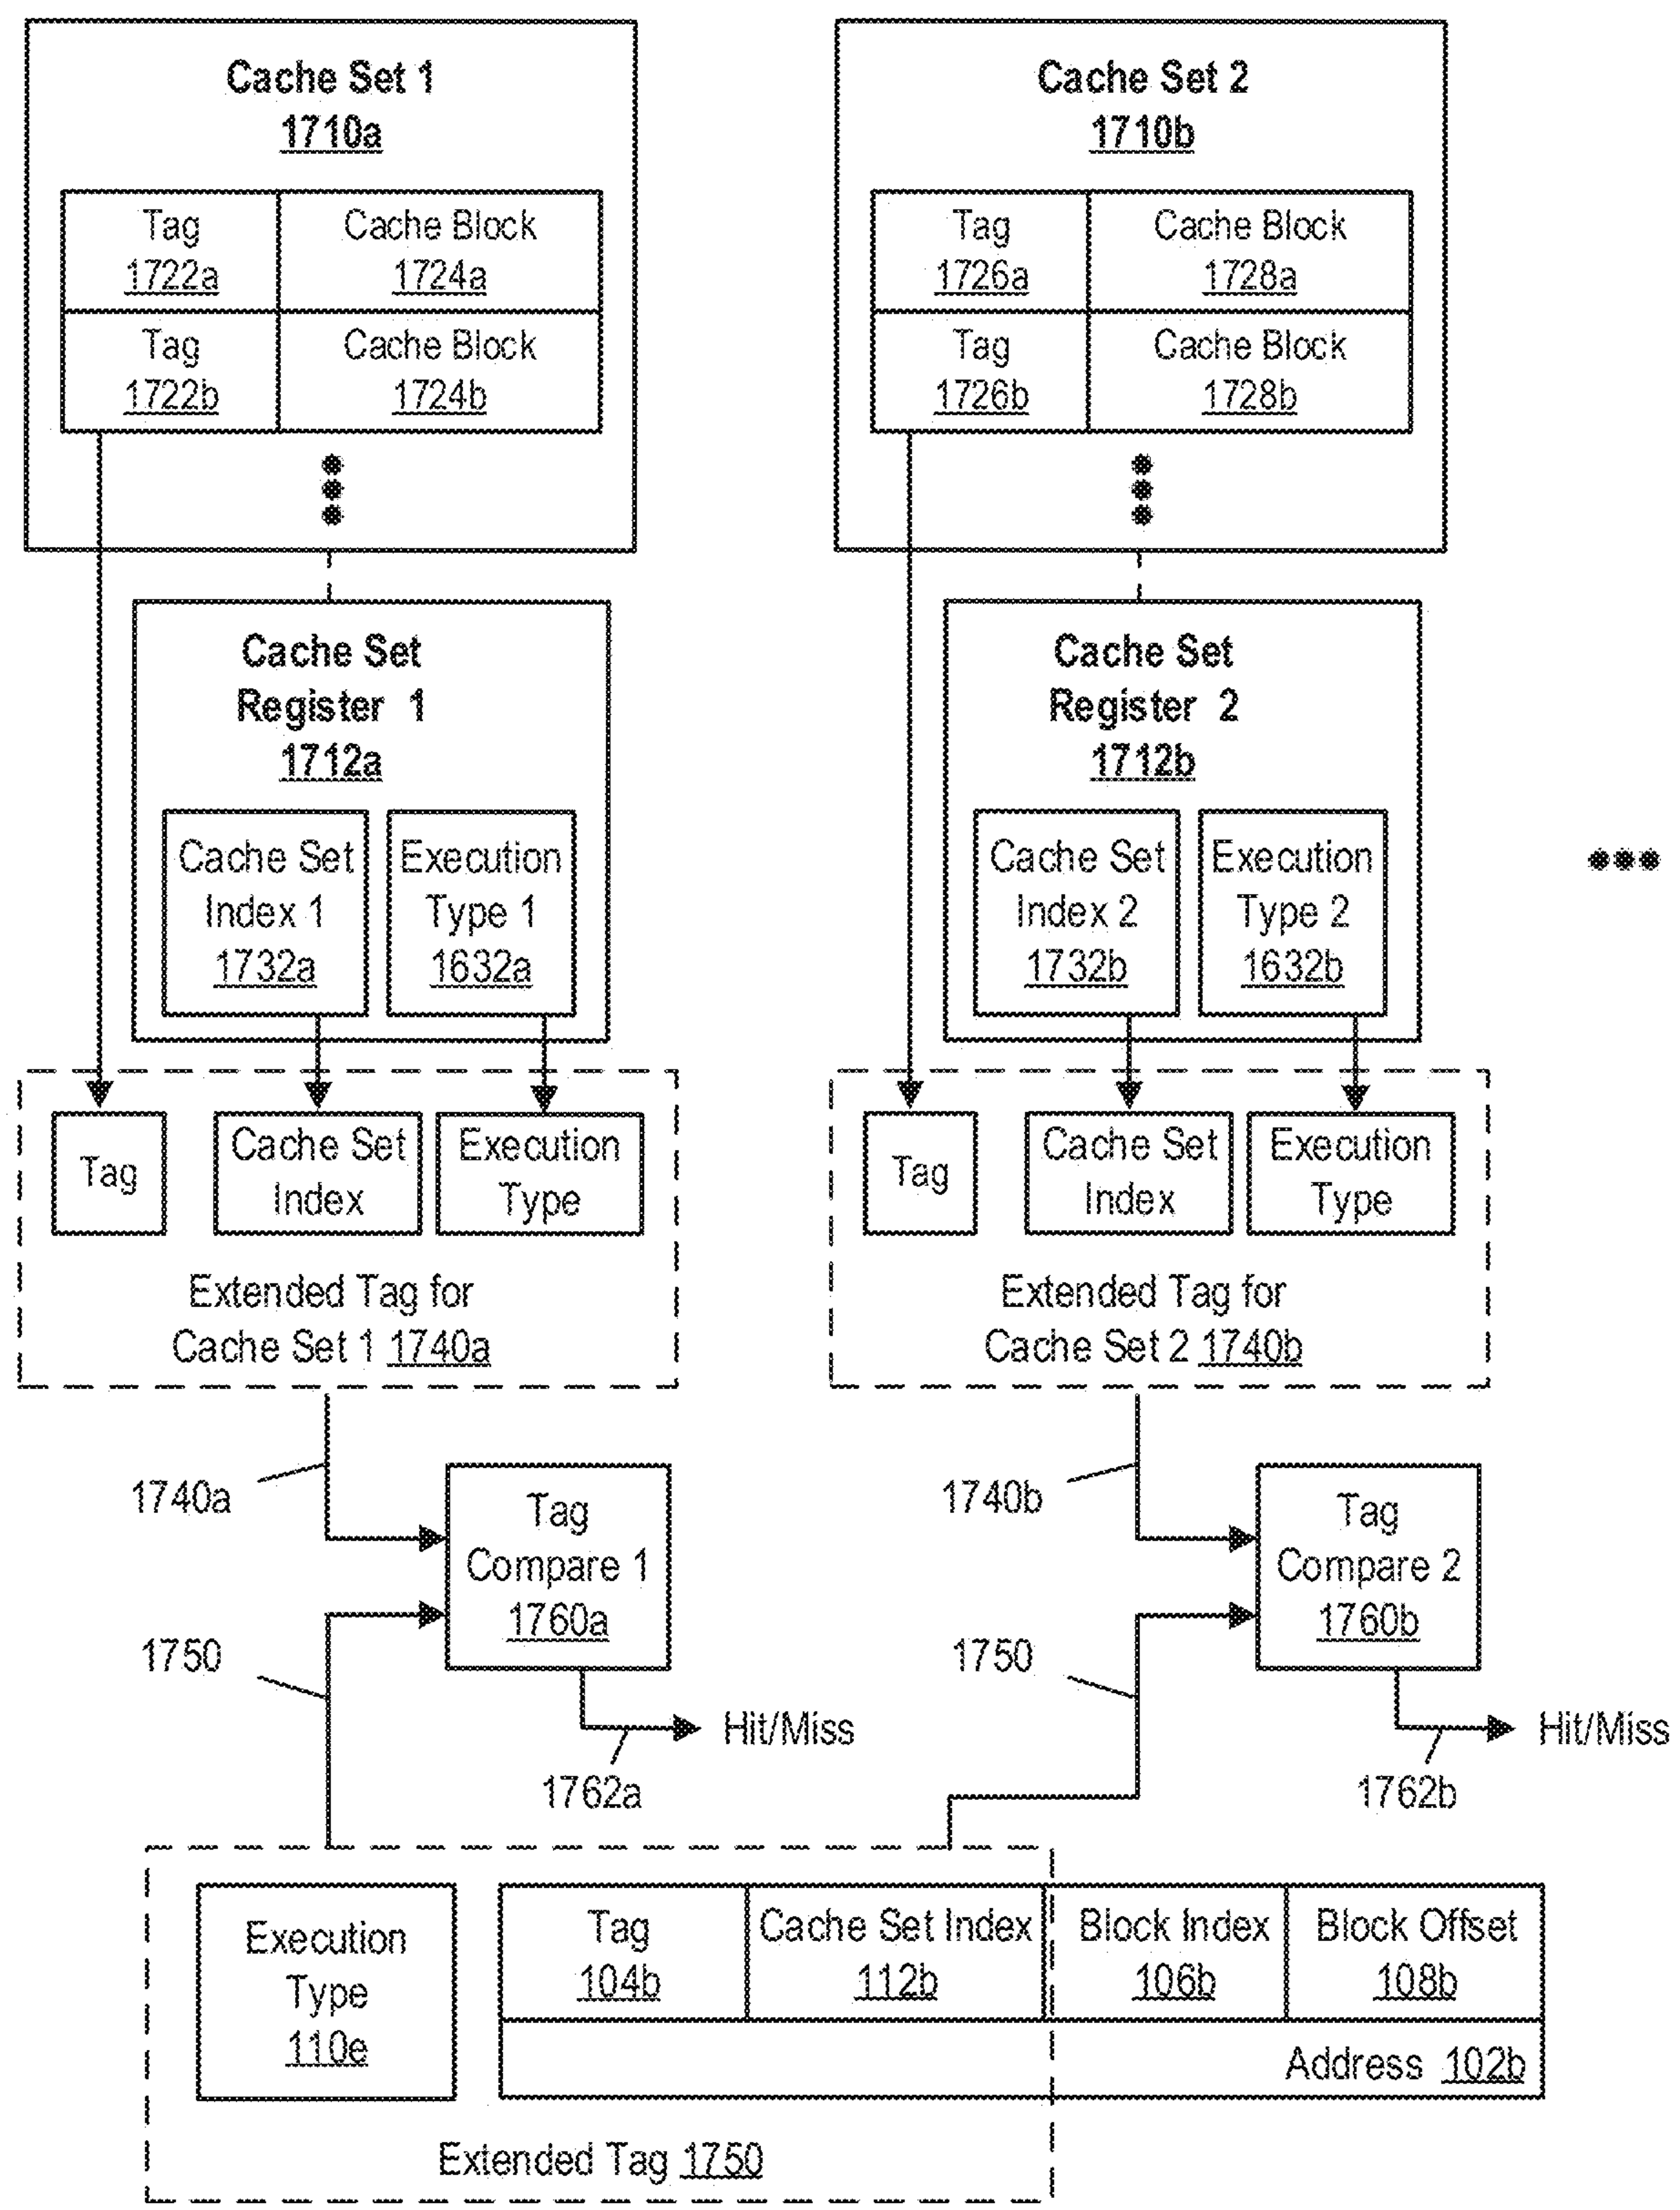 Cache Set 1
1710a
Tag
1722a
Cache Block
1724a
Tag
1722b
Cache Block
1724b
Cache Set 2
1710b
Tag
1726a
Cache Block
1728a
Tag
1726b
Cache Block
1728b
Cache Set
Register 1
1712a
Cache Set
Index 1
1732a
Execution
Type 1
1632a
Cache Set
Register 2
1712b
Cache Set
Index 2
1732b
Execution
Type 2
1632b
Tag
Cache Set
Index
Execution
Type
Extended Tag for
Cache Set 1 1740a
Tag
Cache Set
Index
Execution
Type
Extended Tag for
Cache Set 2 1740b
1740a
Tag
Compare 1
1760a
1750
Hit/Miss
1762a
1740b
Tag
Compare 2
1760b
1750
Hit/Miss
1762b
Execution
Type
110e
Tag
104b
Cache Set Index
112b
Block Index
106b
Block Offset
108b
Address 102b
Extended Tag 1750